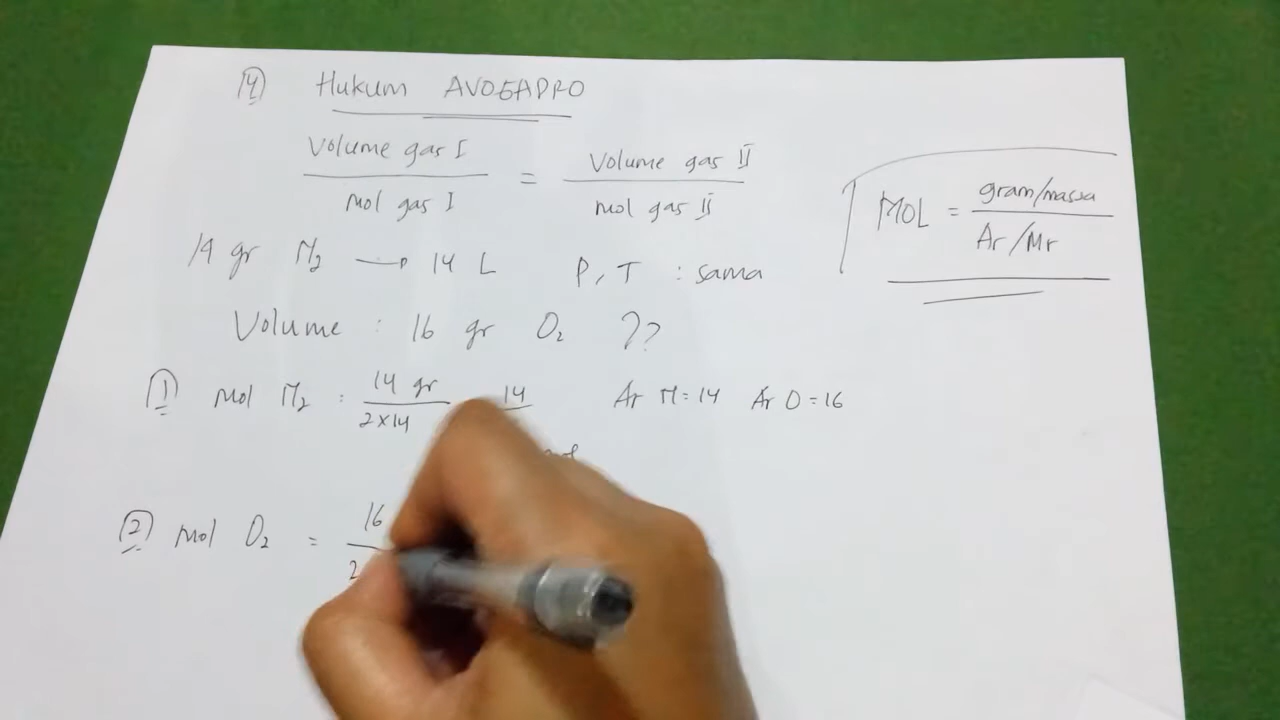 4) Hukum AVOGADRO
Volume gas I / mol gas I = Volume gas II / mol gas II
MOL = gram/massa / Ar/Mr
14 gr N2 → 14 L P, T : sama
Volume : 16 gr O2 ??
1) mol N2 : 14 gr / 2x14 14 Ar N = 14 Ar O = 16
2) mol O2 = 16 / 2